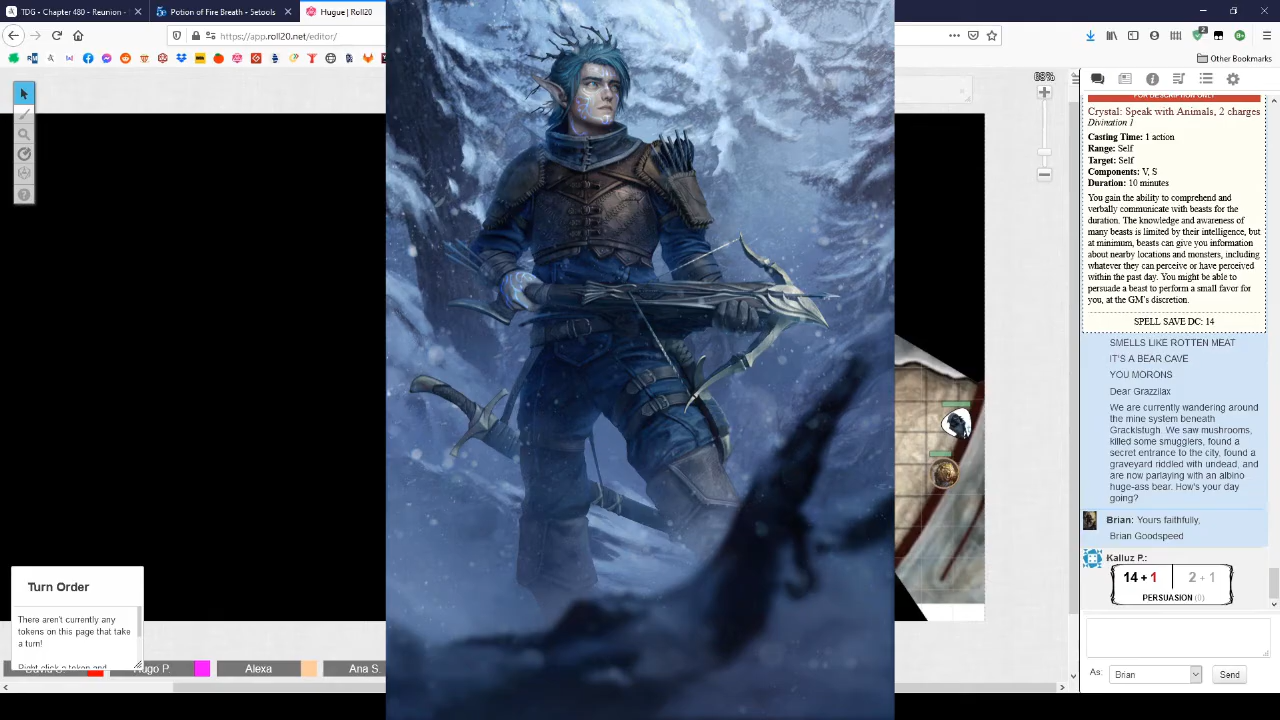 TDG - Chapter 480 - Reunion -
Potion of Fire Breath - 5etools
Hugue | Roll20
https://app.roll20.net/editor/
Other Bookmarks
88%
Crystal: Speak with Animals, 2 charges
Divination 1
Casting Time: 1 action
Range: Self
Target: Self
Components: V, S
Duration: 10 minutes
You gain the ability to comprehend and
verbally communicate with beasts for the
duration. The knowledge and awareness of
many beasts is limited by their intelligence, but
at minimum, beasts can give you information
about nearby locations and monsters, including
whatever they can perceive or have perceived
within the past day. You might be able to
persuade a beast to perform a small favor for
you, at the GM's discretion.
SPELL SAVE DC: 14
SMELLS LIKE ROTTEN MEAT
IT'S A BEAR CAVE
YOU MORONS
Dear Grazzilax
We are currently wandering around
the mine system beneath
Gracklstugh. We saw mushrooms,
killed some smugglers, found a
secret entrance to the city, found a
graveyard riddled with undead, and
are now parlaying with an albino
huge-ass bear. How's your day
going?
Brian: Yours faithfully,
Brian Goodspeed
Kalluz P.:
14 + 1 2 + 1
PERSUASION (0)
As: Brian Send
Turn Order
There aren't currently any
tokens on this page that take
a turn!
Alexa
Ana S.